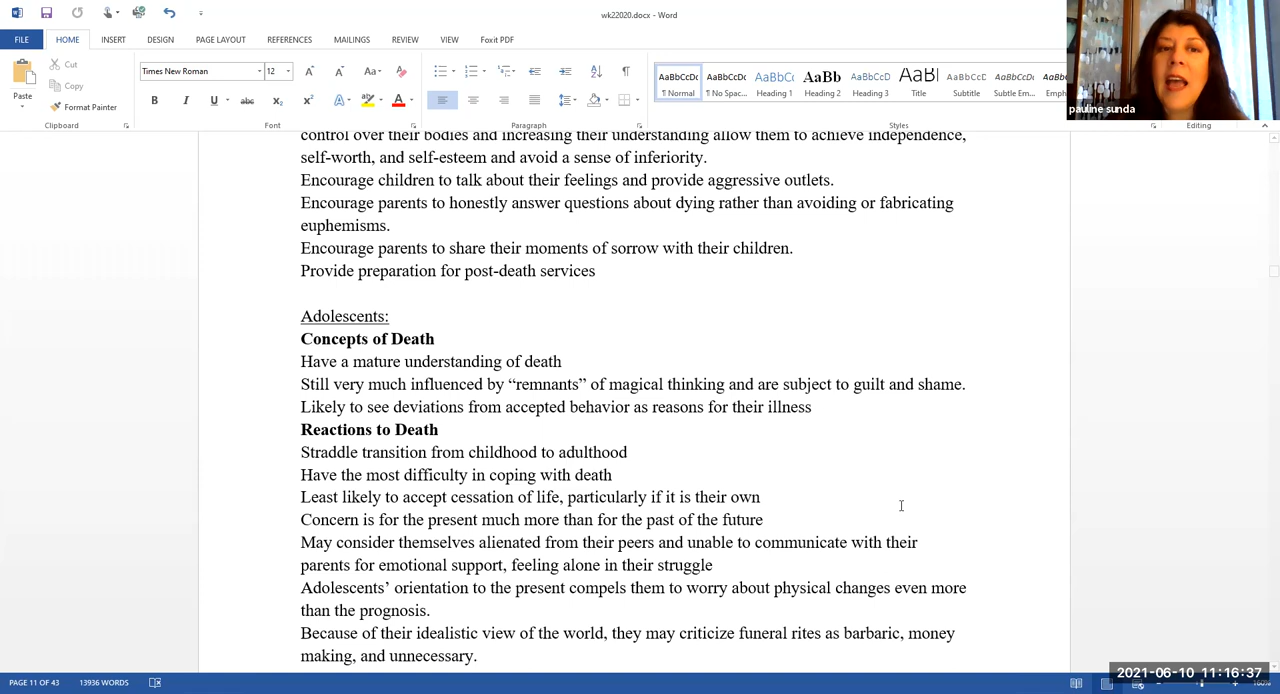 wk22020.docx - Word
FILE HOME INSERT DESIGN PAGE LAYOUT REFERENCES MAILINGS REVIEW VIEW Foxit PDF
Paste
Cut
Copy
Format Painter
Clipboard
Times New Roman 12
Font
Paragraph
AaBbCcDc AaBbCcDc AaBbCc AaBb AaBbCcD AaB AaBbCcD AaBbCcDc AaBbC
¶ Normal ¶ No Spac... Heading 1 Heading 2 Heading 3 Title Subtitle Subtle Em... Emph
Styles
Editing
pauline sunda
control over their bodies and increasing their understanding allow them to achieve independence,
self-worth, and self-esteem and avoid a sense of inferiority.
Encourage children to talk about their feelings and provide aggressive outlets.
Encourage parents to honestly answer questions about dying rather than avoiding or fabricating
euphemisms.
Encourage parents to share their moments of sorrow with their children.
Provide preparation for post-death services
Adolescents:
Concepts of Death
Have a mature understanding of death
Still very much influenced by “remnants” of magical thinking and are subject to guilt and shame.
Likely to see deviations from accepted behavior as reasons for their illness
Reactions to Death
Straddle transition from childhood to adulthood
Have the most difficulty in coping with death
Least likely to accept cessation of life, particularly if it is their own
Concern is for the present much more than for the past of the future
May consider themselves alienated from their peers and unable to communicate with their
parents for emotional support, feeling alone in their struggle
Adolescents’ orientation to the present compels them to worry about physical changes even more
than the prognosis.
Because of their idealistic view of the world, they may criticize funeral rites as barbaric, money
making, and unnecessary.
PAGE 11 OF 43 13936 WORDS
2021-06-10 11:16:37